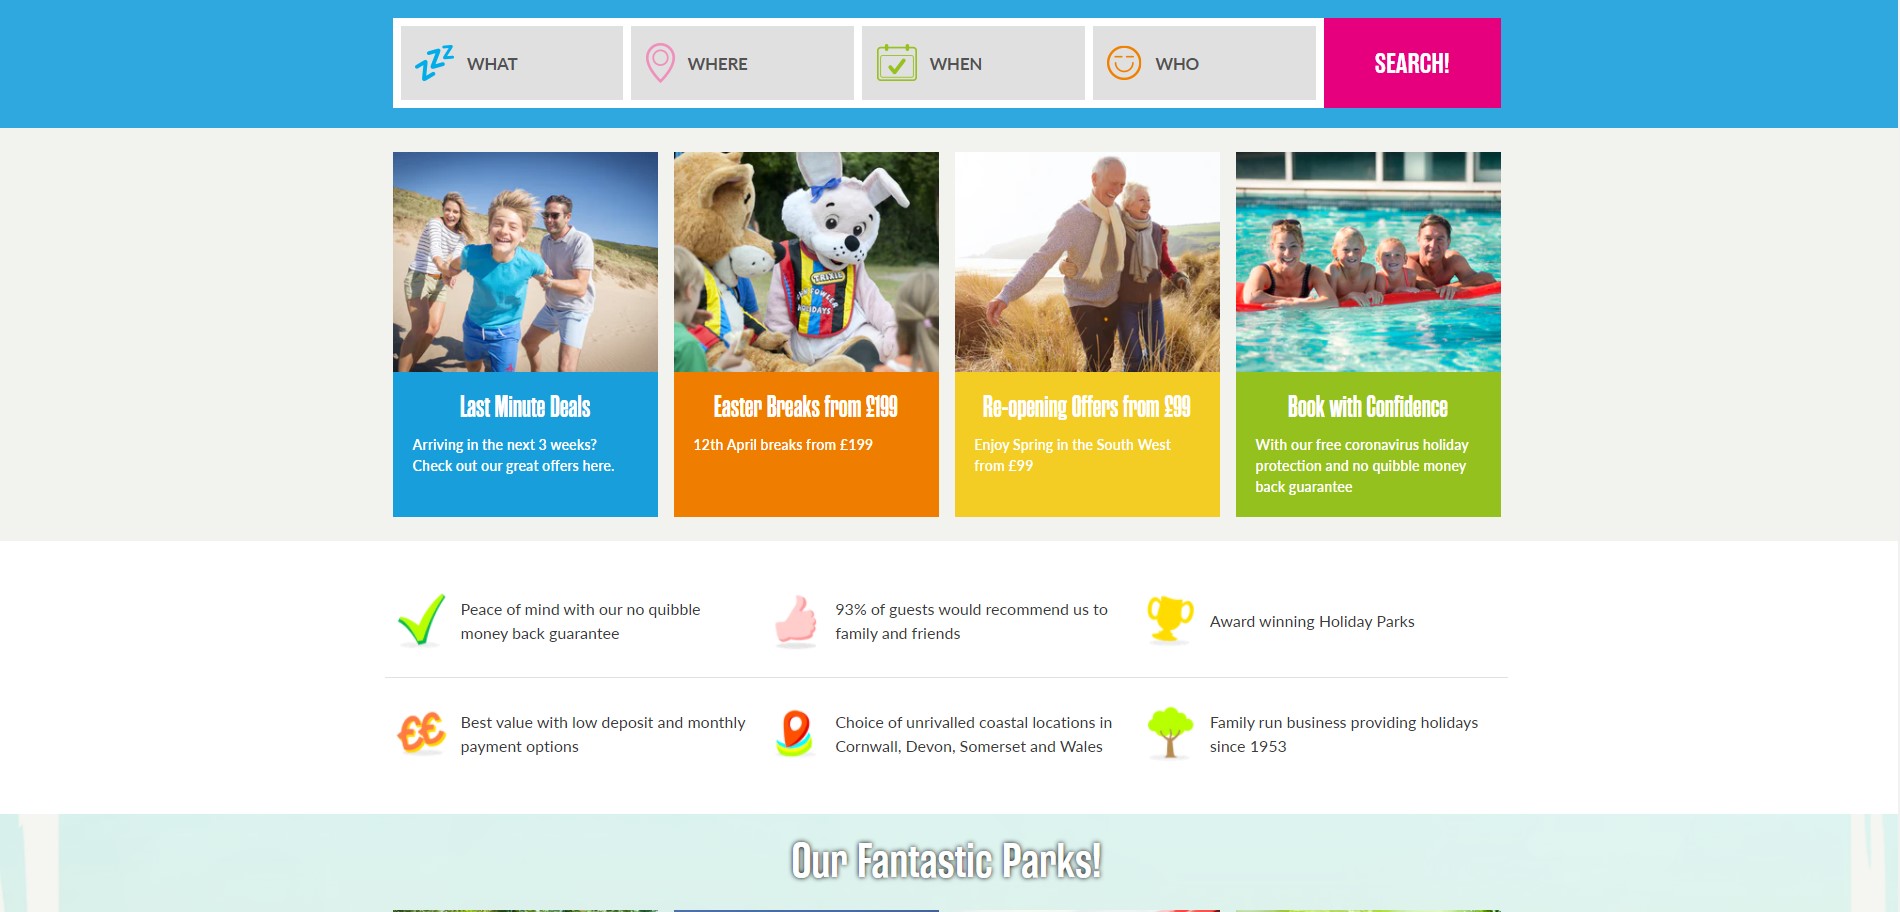 WHAT
WHERE
WHEN
WHO
SEARCH!
TRIXIE
JOHN FOWLER
HOLIDAYS
Last Minute Deals
Arriving in the next 3 weeks?
Check out our great offers here.
Easter Breaks from £199
12th April breaks from £199
Re-opening Offers from £99
Enjoy Spring in the South West
from £99
Book with Confidence
With our free coronavirus holiday
protection and no quibble money
back guarantee
Peace of mind with our no quibble
money back guarantee
93% of guests would recommend us to
family and friends
Award winning Holiday Parks
Best value with low deposit and monthly
payment options
Choice of unrivalled coastal locations in
Cornwall, Devon, Somerset and Wales
Family run business providing holidays
since 1953
Our Fantastic Parks!